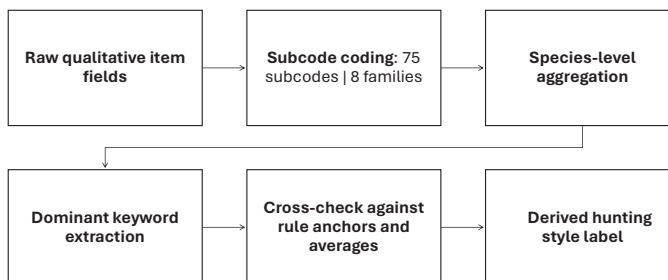 Raw qualitative item
fields
Subcode coding: 75
subcodes | 8 families
Species-level
aggregation
Dominant keyword
extraction
Cross-check against
rule anchors and
averages
Derived hunting
style label